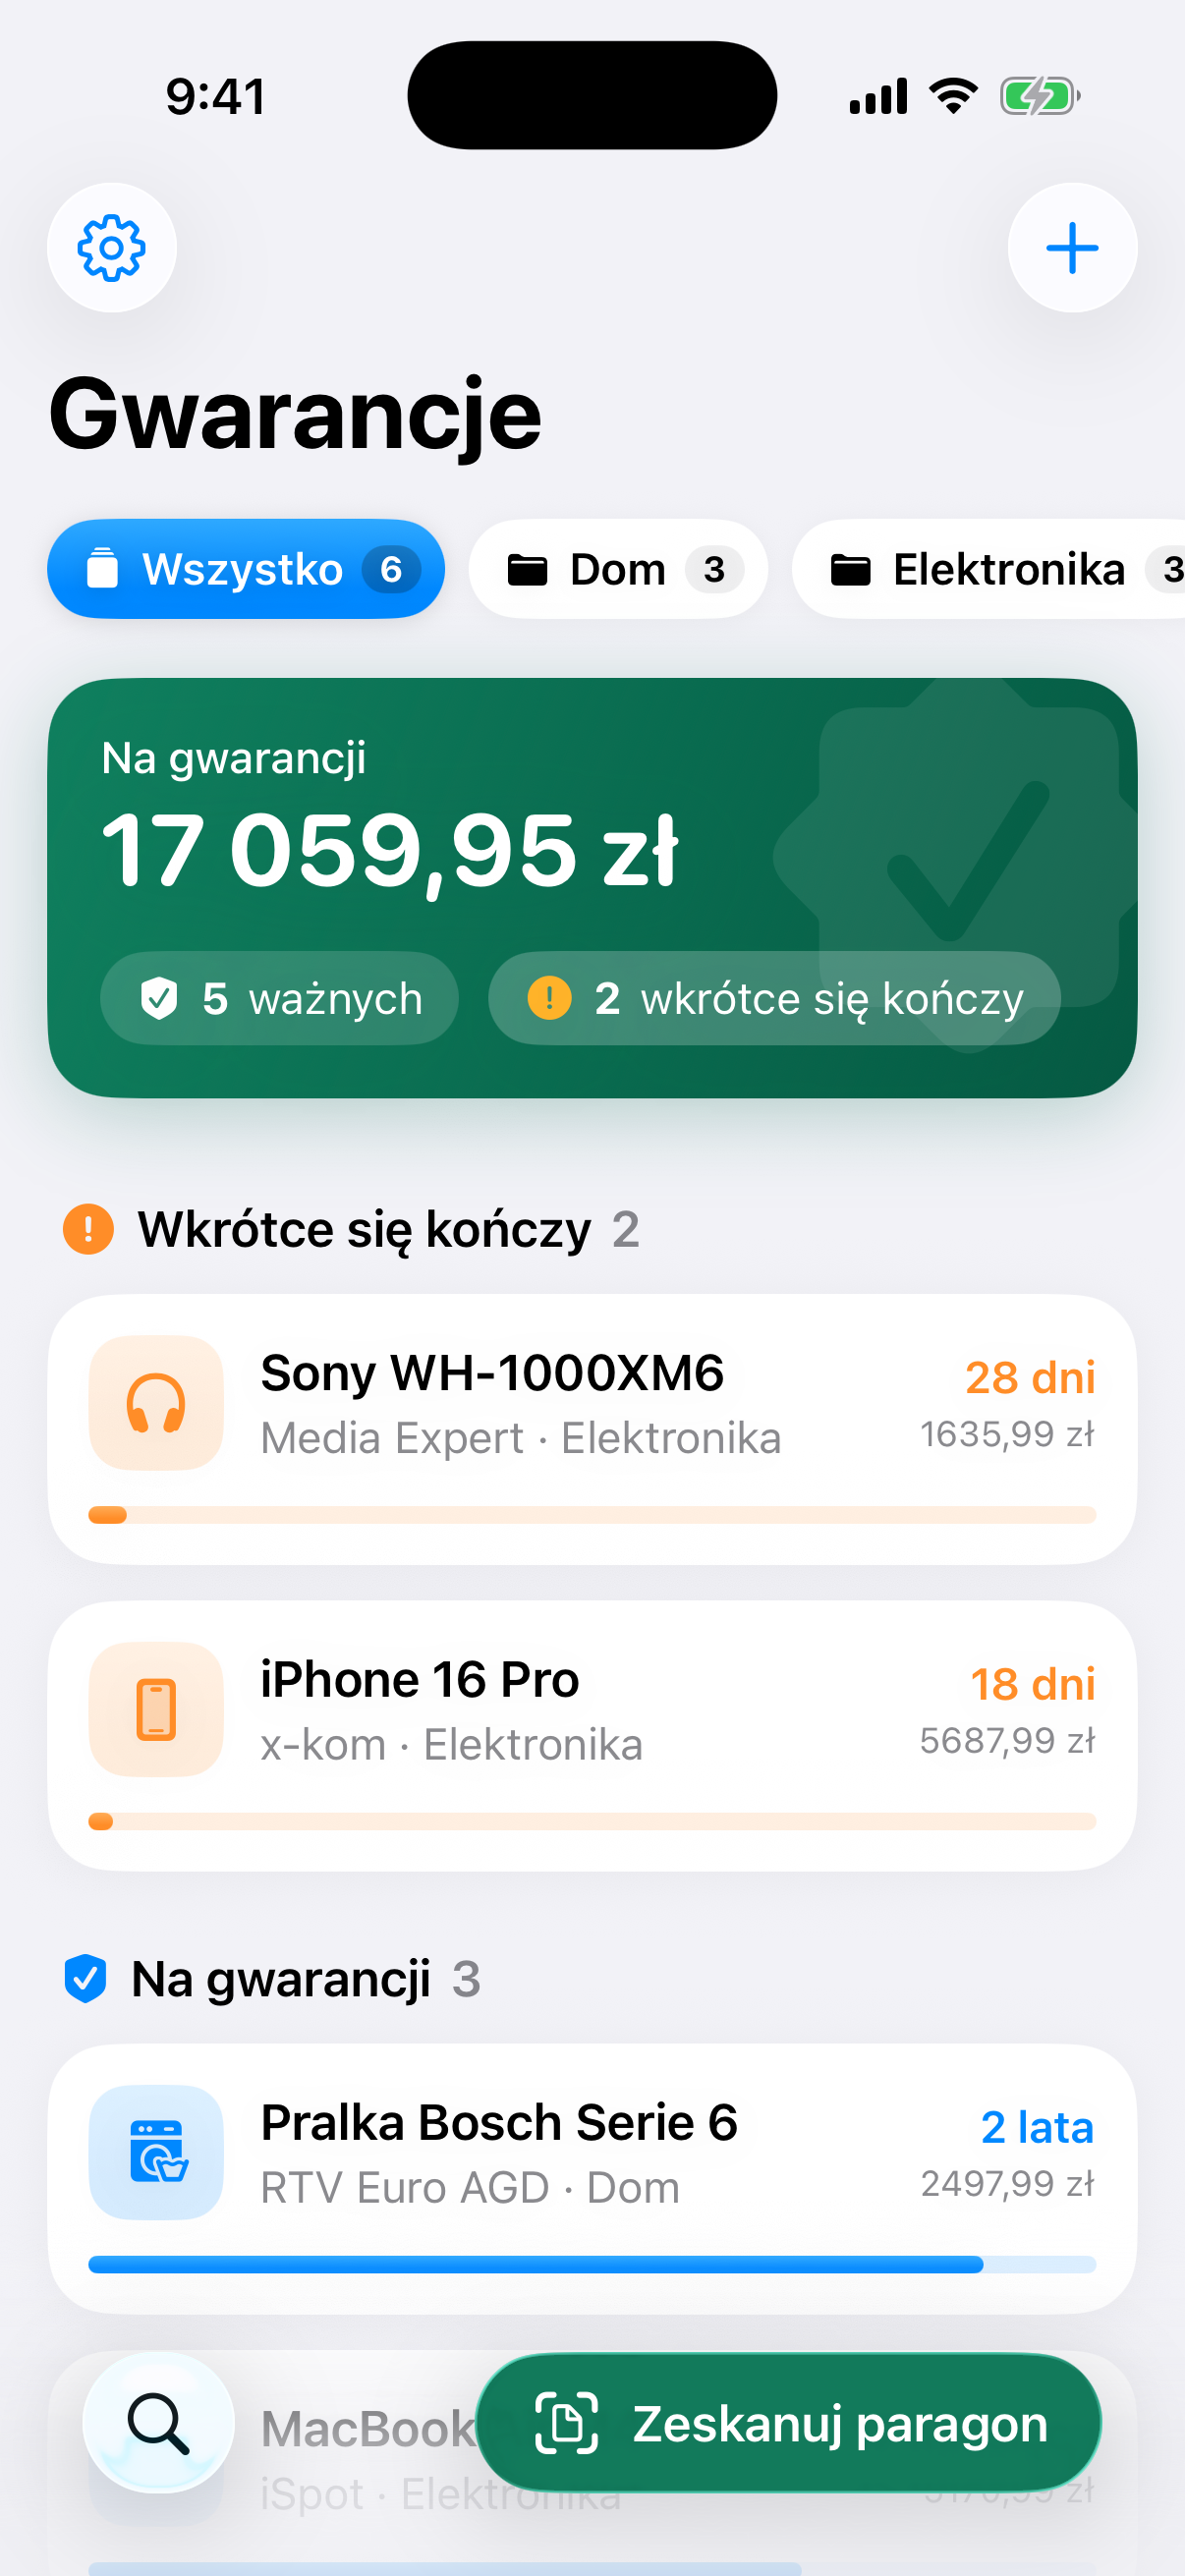 9:41
Gwarancje
Wszystko 6
Dom 3
Elektronika 3
Na gwarancji
17 059,95 zł
5 ważnych
2 wkrótce się kończy
Wkrótce się kończy 2
Sony WH-1000XM6
28 dni
Media Expert · Elektronika
1635,99 zł
iPhone 16 Pro
18 dni
x-kom · Elektronika
5687,99 zł
Na gwarancji 3
Pralka Bosch Serie 6
2 lata
RTV Euro AGD · Dom
2497,99 zł
MacBook
Zeskanuj paragon
iSpot · Elektronika
zł